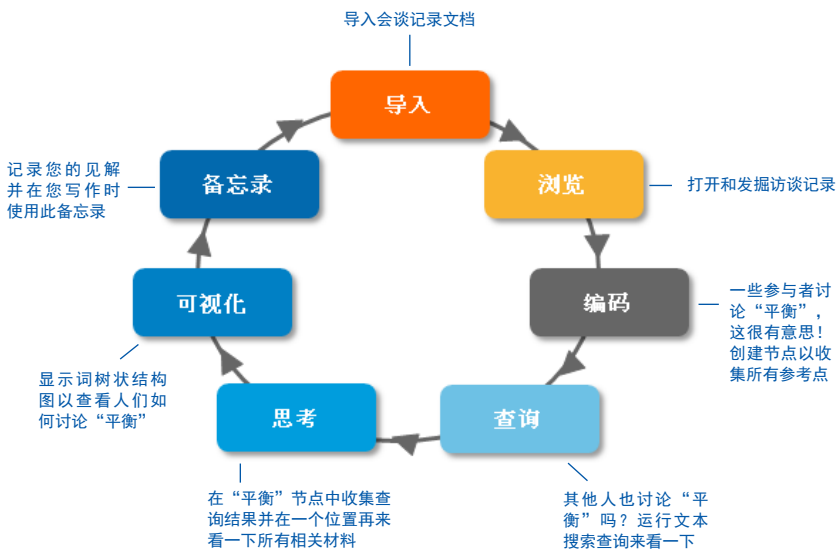 导入会谈记录文档
导入
浏览
打开和发掘访谈记录
编码
一些参与者讨
论“平衡”，
这很有意思！
创建节点以收
集所有参考点
查询
其他人也讨论“平
衡”吗？运行文本
搜索查询来看一下
思考
在“平衡”节点中收集查
询结果并在一个位置再来
看一下所有相关材料
可视化
显示词树状结构
图以查看人们如
何讨论“平衡”
备忘录
记录您的见解
并在您写作时
使用此备忘录